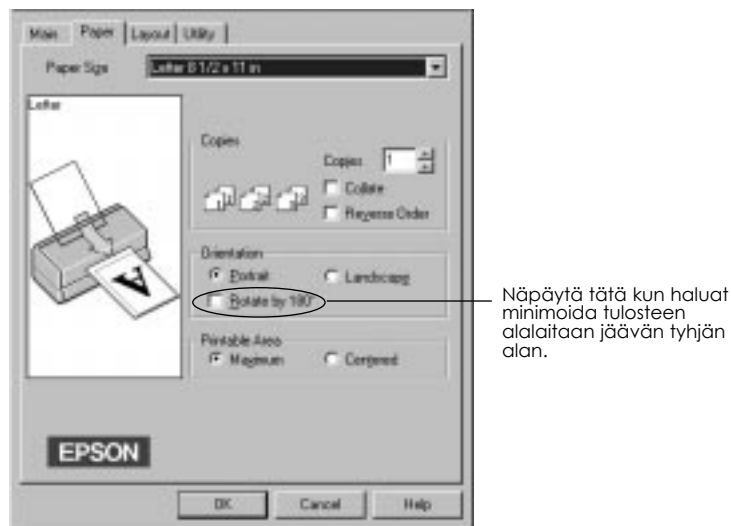 Main Paper Layout Utility
Paper Size Letter 8 1/2 x 11 in
Letter
Copies
Copies 1
Collate
Reverse Order
Orientation
Portrait Landscape
Rotate by 180°
Printable Area
Maximum Centered
EPSON
OK Cancel Help
Näpäytä tätä kun haluat
minimoida tulosteen
alalaitaan jäävän tyhjän
alan.